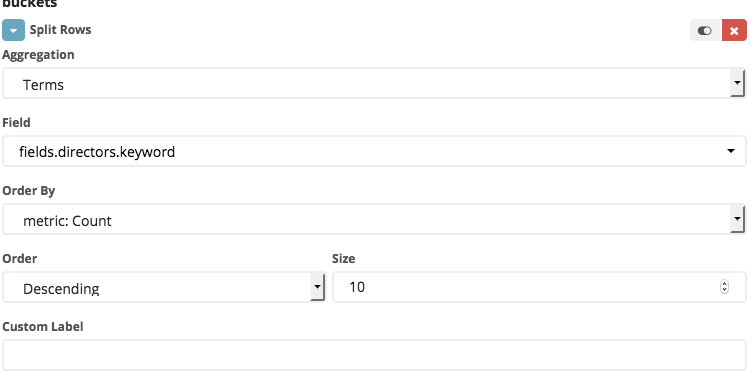 buckets
Split Rows
Aggregation
Terms
Field
fields.directors.keyword
Order By
metric: Count
Order Size
Descending 10
Custom Label